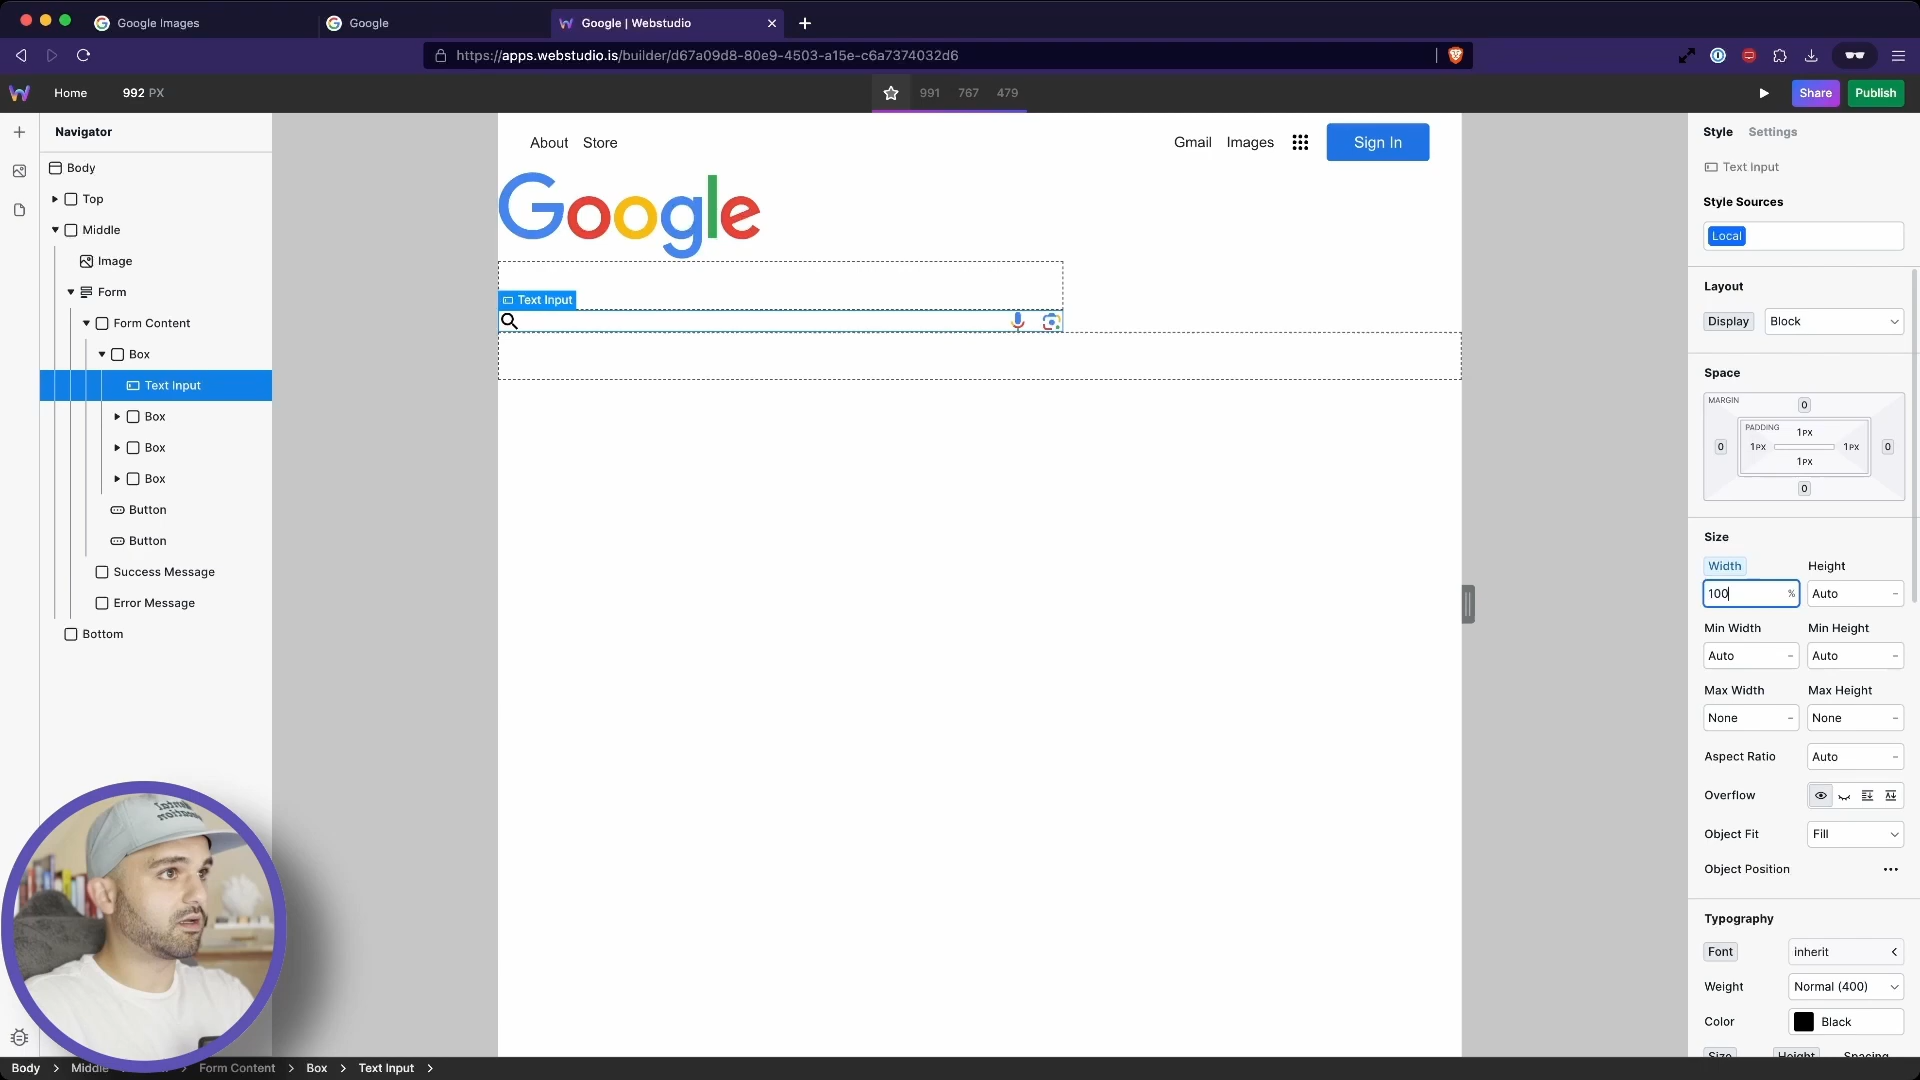 Google Images
Google
Google | Webstudio
https://apps.webstudio.is/builder/d67a09d8-80e9-4503-a15e-c6a7374032d6
Home
992 PX
991
767
479
Share
Publish
Navigator
Body
Top
Middle
Image
Form
Form Content
Box
Text Input
Box
Box
Box
Button
Button
Success Message
Error Message
Bottom
About
Store
Gmail
Images
Sign In
Google
Text Input
Style
Settings
Text Input
Style Sources
Local
Layout
Display
Block
Space
MARGIN
0
PADDING
1PX
0
1PX
1PX
0
1PX
0
Size
Width
Height
100
%
Auto
–
Min Width
Min Height
Auto
–
Auto
–
Max Width
Max Height
None
–
None
–
Aspect Ratio
Auto
–
Overflow
Object Fit
Fill
Object Position
Typography
Font
inherit
Weight
Normal (400)
Color
Black
Size
Height
Spacing
Body
Middle
Form Content
Box
Text Input